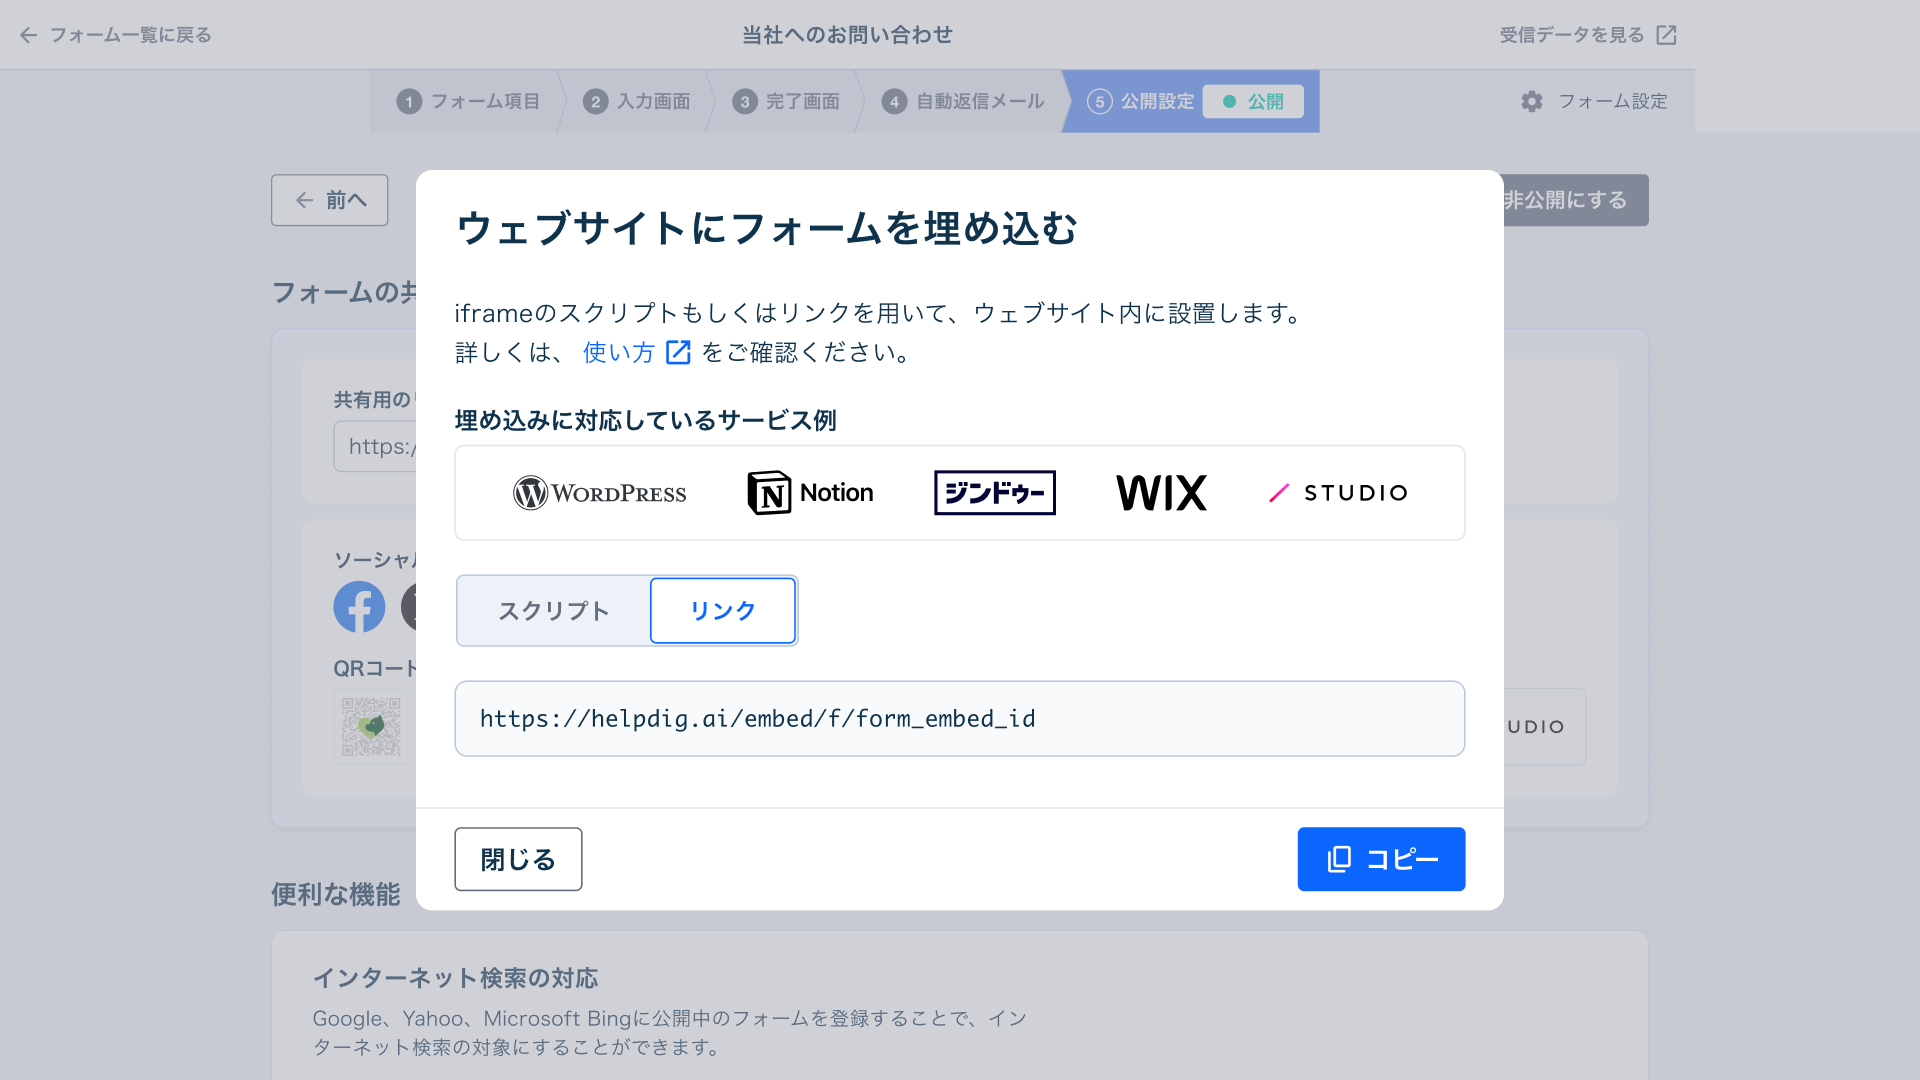 フォーム一覧に戻る
当社へのお問い合わせ
受信データを見る
1 フォーム項目
2 入力画面
3 完了画面
4 自動返信メール
5 公開設定
公開
フォーム設定
前へ
非公開にする
フォームの共
共有用の
https:/
ソーシャル
QRコード
UDIO
ウェブサイトにフォームを埋め込む
iframeのスクリプトもしくはリンクを用いて、ウェブサイト内に設置します。
詳しくは、 使い方 をご確認ください。
埋め込みに対応しているサービス例
WORDPRESS
Notion
ジンドゥー
WIX
STUDIO
スクリプト
リンク
https://helpdig.ai/embed/f/form_embed_id
閉じる
コピー
便利な機能
インターネット検索の対応
Google、Yahoo、Microsoft Bingに公開中のフォームを登録することで、イン
ターネット検索の対象にすることができます。